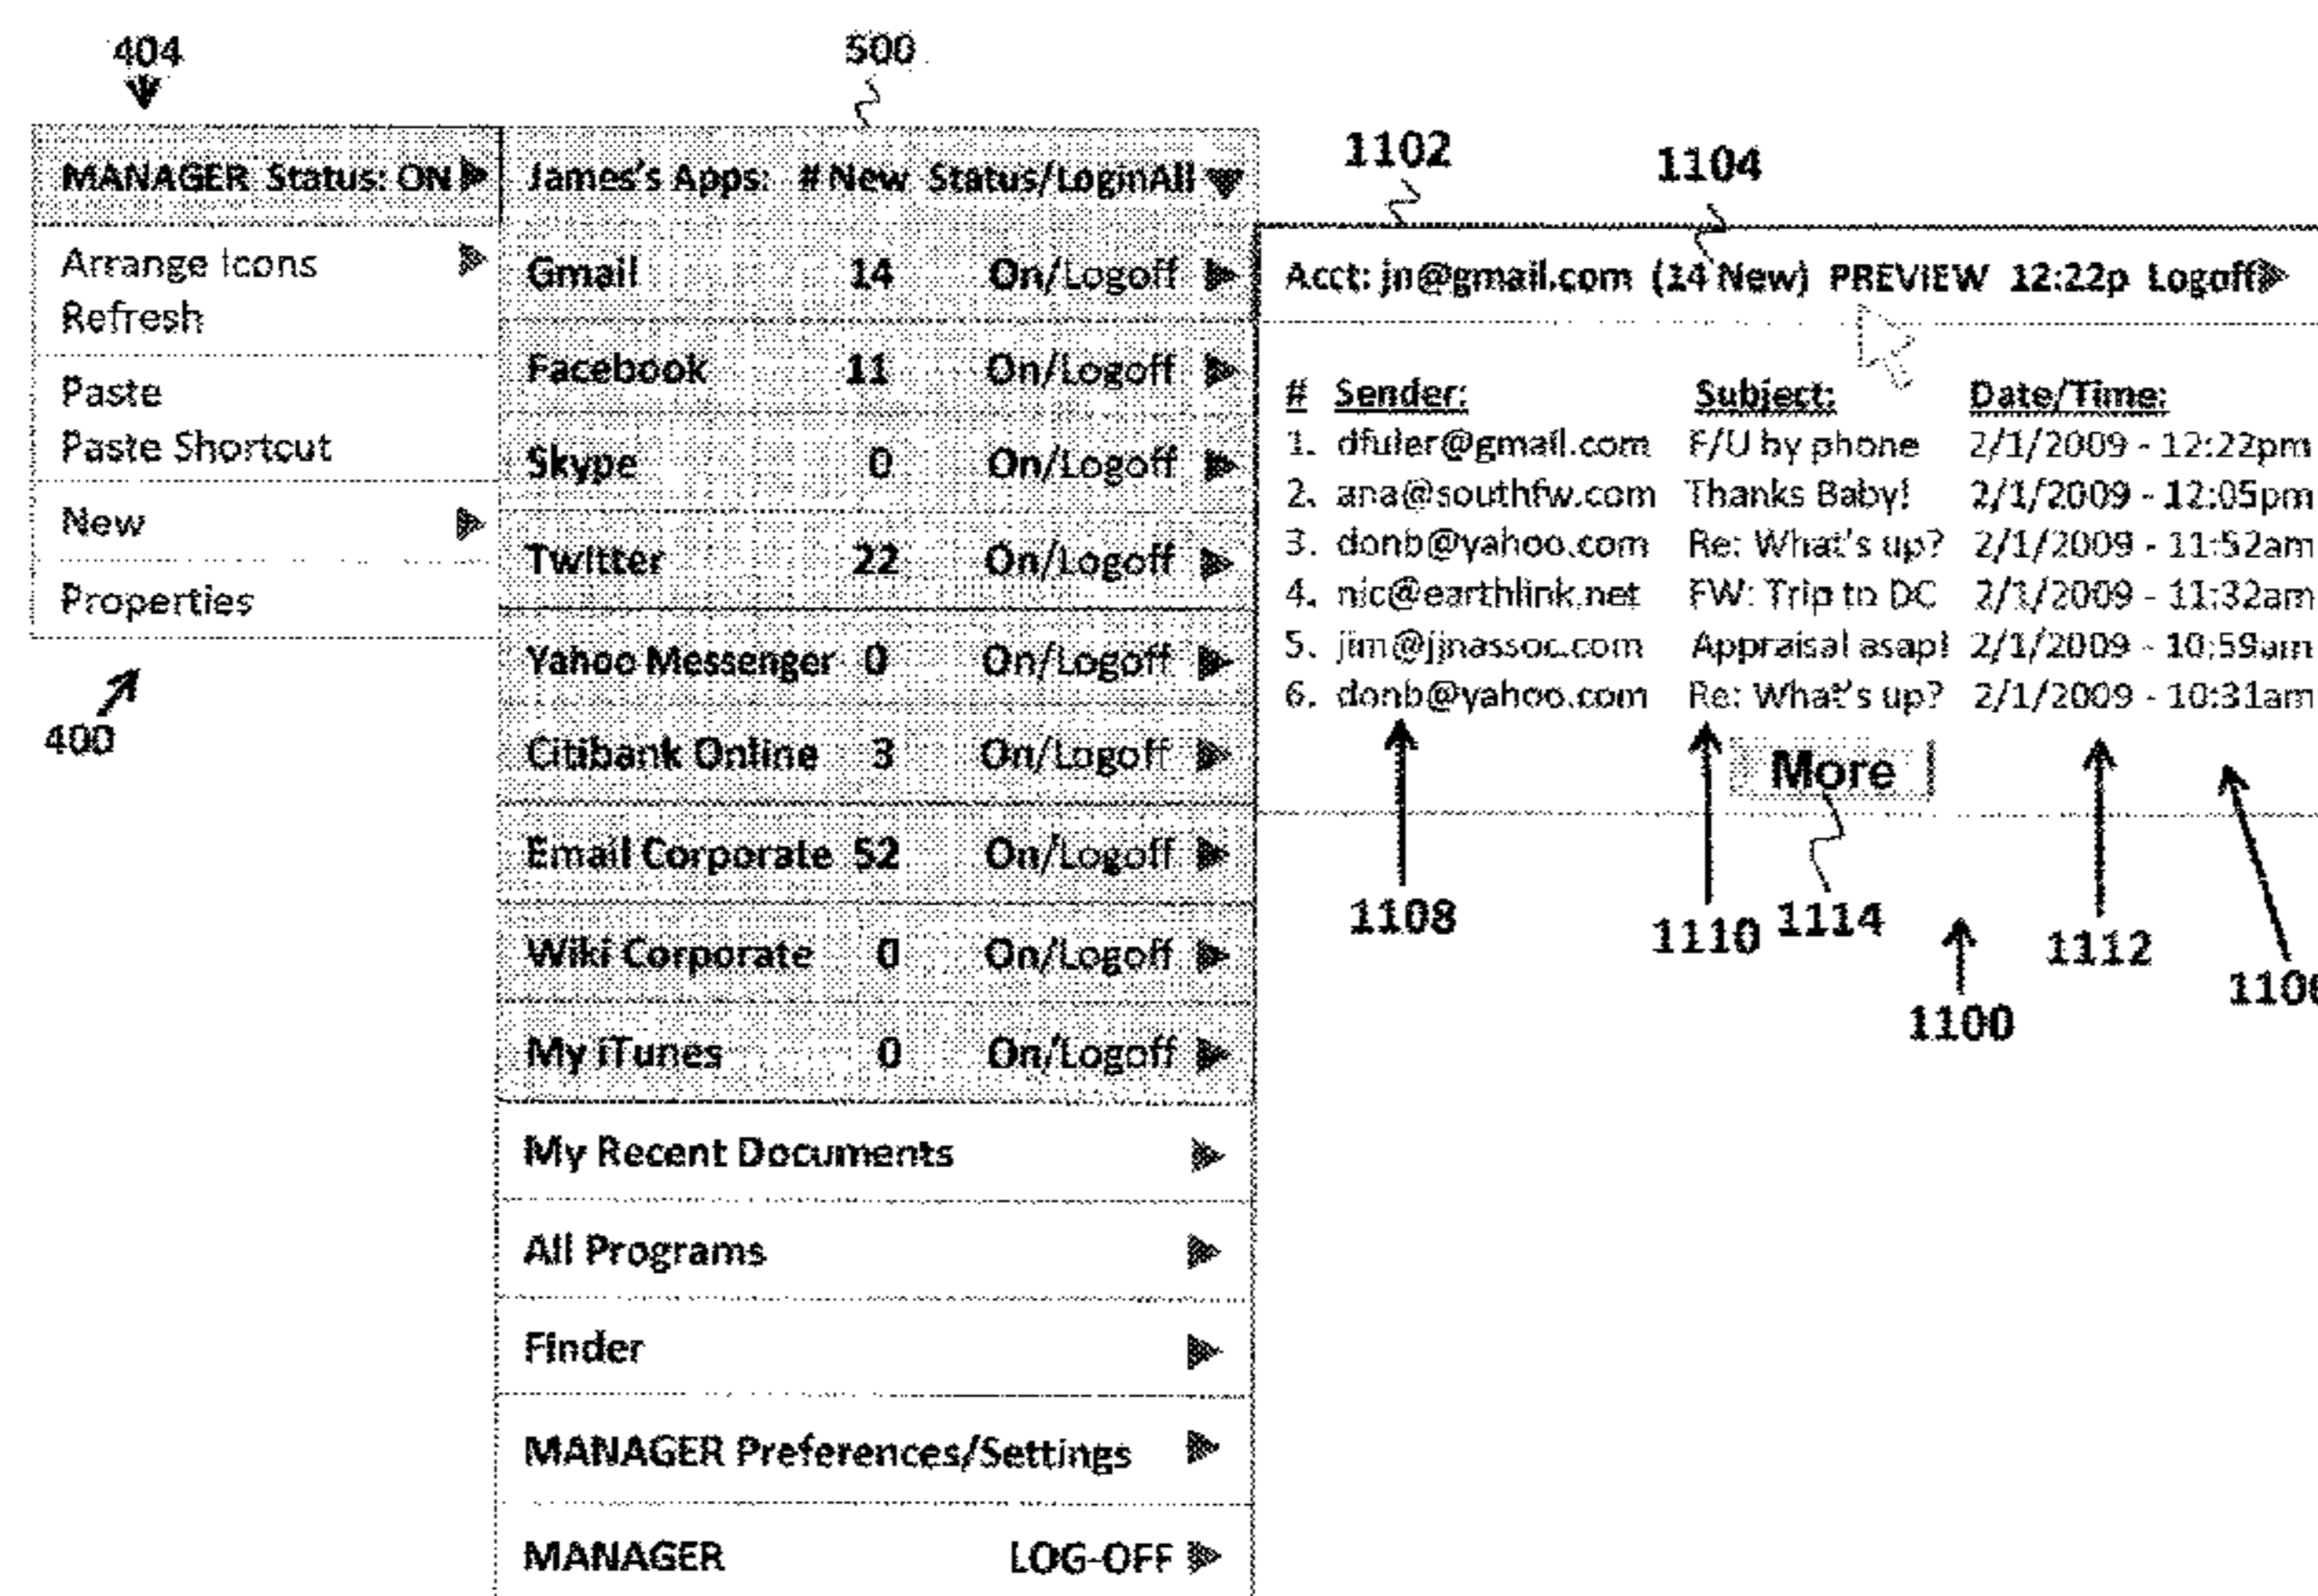 404
500
MANAGER Status: ON
Arrange Icons
Refresh
Paste
Paste Shortcut
New
Properties
400
James's Apps: # New Status/LoginAll
Gmail 14 On/Logoff
Facebook 11 On/Logoff
Skype 0 On/Logoff
Twitter 22 On/Logoff
Yahoo Messenger 0 On/Logoff
Citibank Online 3 On/Logoff
Email Corporate 52 On/Logoff
Wiki Corporate 0 On/Logoff
My iTunes 0 On/Logoff
My Recent Documents
All Programs
Finder
MANAGER Preferences/Settings
MANAGER LOG-OFF
1102
1104
Acct: jn@gmail.com (14 New) PREVIEW 12:22p Logoff
# Sender: Subject: Date/Time:
1. dfuler@gmail.com F/U by phone 2/1/2009 - 12:22pm
2. ana@southfw.com Thanks Baby! 2/1/2009 - 12:05pm
3. donb@yahoo.com Re: What's up? 2/1/2009 - 11:52am
4. nic@earthlink.net FW: Trip to DC 2/1/2009 - 11:32am
5. jim@jjnassoc.com Appraisal asap! 2/1/2009 - 10:59am
6. donb@yahoo.com Re: What's up? 2/1/2009 - 10:31am
More
1108
1110
1114
1112
1100